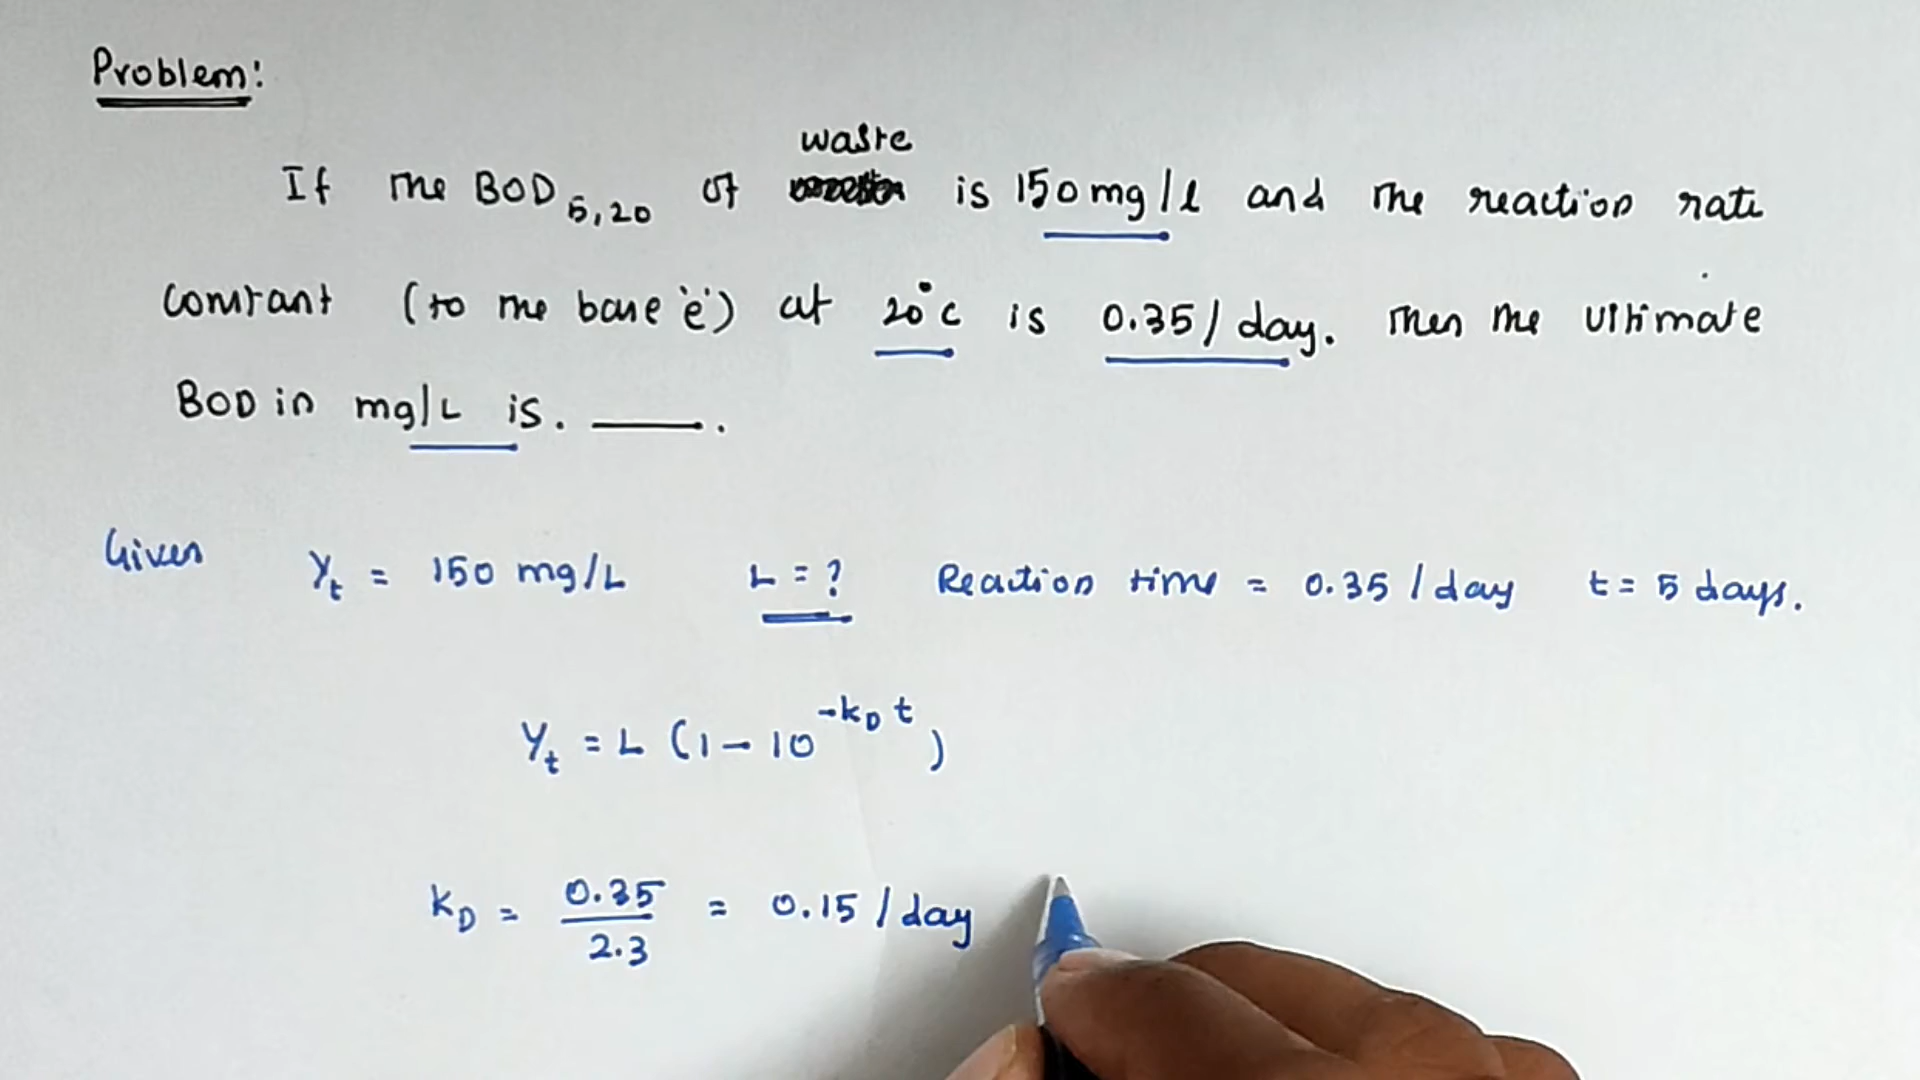 Problem:
waste
If the BOD5,20 of is 150 mg/l and the reaction rate
constant (to the base 'e') at 20°C is 0.35/day. Then the ultimate
BOD in mg/L is. ____.
Given Yt = 150 mg/L L = ? Reaction time = 0.35/day t = 5 days.
Yt = L (1 - 10^-kD t)
kD = 0.35/2.3 = 0.15/day